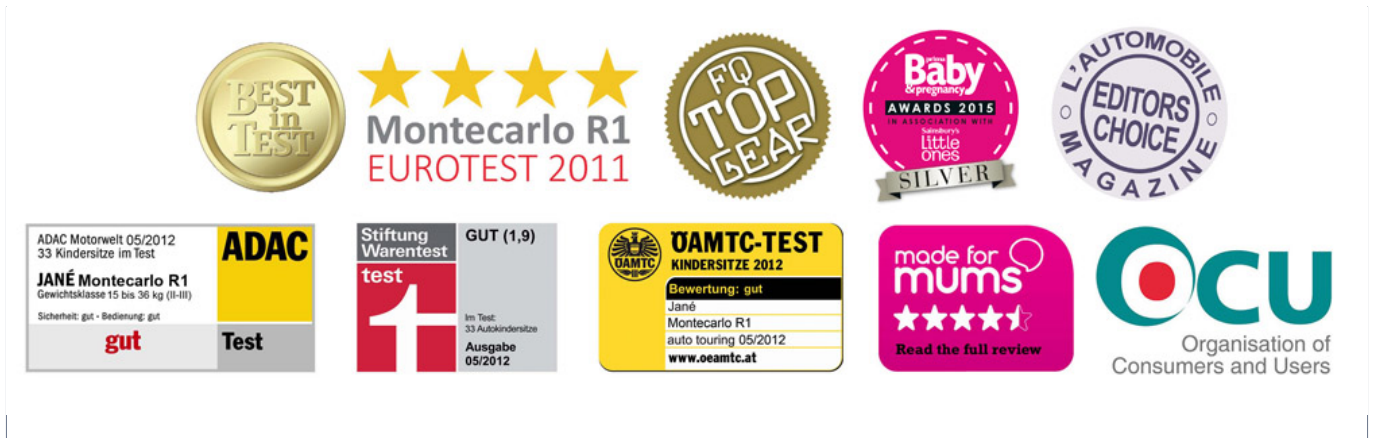 BEST
in
TEST
Montecarlo R1
EUROTEST 2011
FQ
TOP
GEAR
prima
Baby
& pregnancy
AWARDS 2015
IN ASSOCIATION WITH
Sainsbury's
Little
ones
SILVER
L'AUTOMOBILE
EDITORS
CHOICE
MAGAZINE
ADAC Motorwelt 05/2012
33 Kindersitze im Test
JANÉ Montecarlo R1
Gewichtsklasse 15 bis 36 kg (II-III)
Sicherheit: gut - Bedienung: gut
gut
ADAC
Test
Stiftung
Warentest
test
GUT (1,9)
Im Test:
33 Autokindersitze
Ausgabe
05/2012
ÖAMTC
ÖAMTC-TEST
KINDERSITZE 2012
Bewertung: gut
Jané
Montecarlo R1
auto touring 05/2012
www.oeamtc.at
made for
mums
Read the full review
OCU
Organisation of
Consumers and Users